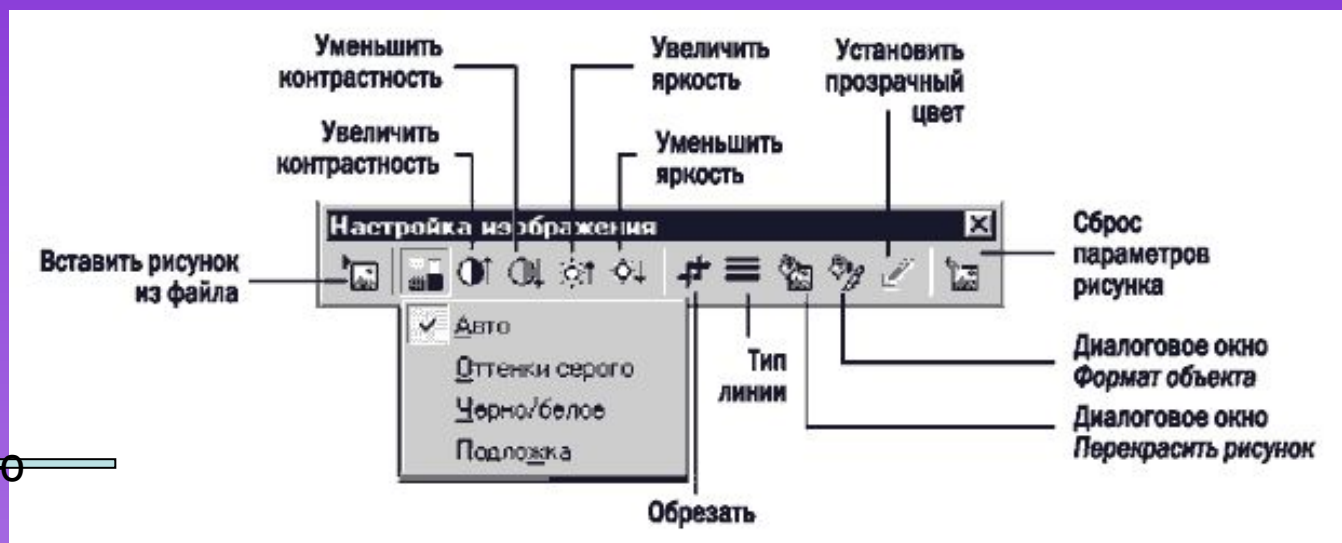 Уменьшить
контрастность
Увеличить
яркость
Установить
прозрачный
цвет
Увеличить
контрастность
Уменьшить
яркость
Настройка изображения
Вставить рисунок
из файла
Сброс
параметров
рисунка
Авто
Оттенки серого
Черно/белое
Подложка
Тип
линии
Диалоговое окно
Формат объекта
Диалоговое окно
Перекрасить рисунок
Обрезать
о